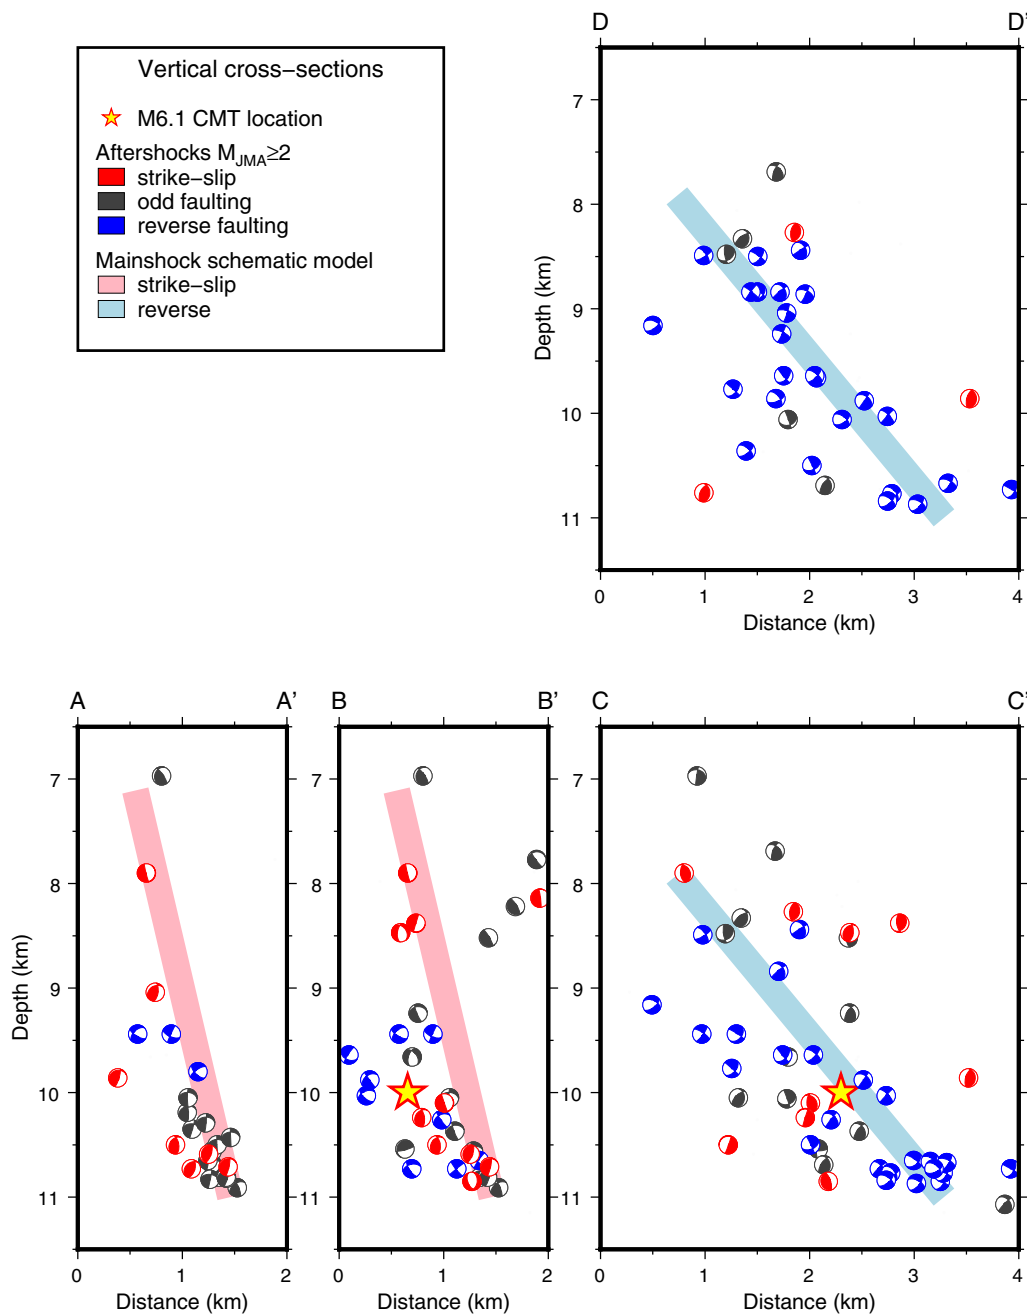 Vertical cross−sections
M6.1 CMT location
Aftershocks MJMA≥2
strike−slip
odd faulting
reverse faulting
Mainshock schematic model
strike−slip
reverse
D D'
7
8
9
10
11
Depth (km)
0 1 2 3 4
Distance (km)
A A' B B' C C'
7 7 7
8 8 8
9 9 9
10 10 10
11 11 11
Depth (km)
0 1 2 0 1 2 0 1 2 3 4
Distance (km) Distance (km) Distance (km)